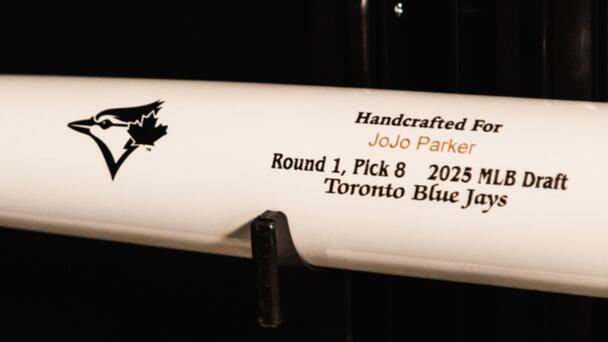 Handcrafted For
JoJo Parker
Round 1, Pick 8 2025 MLB Draft
Toronto Blue Jays